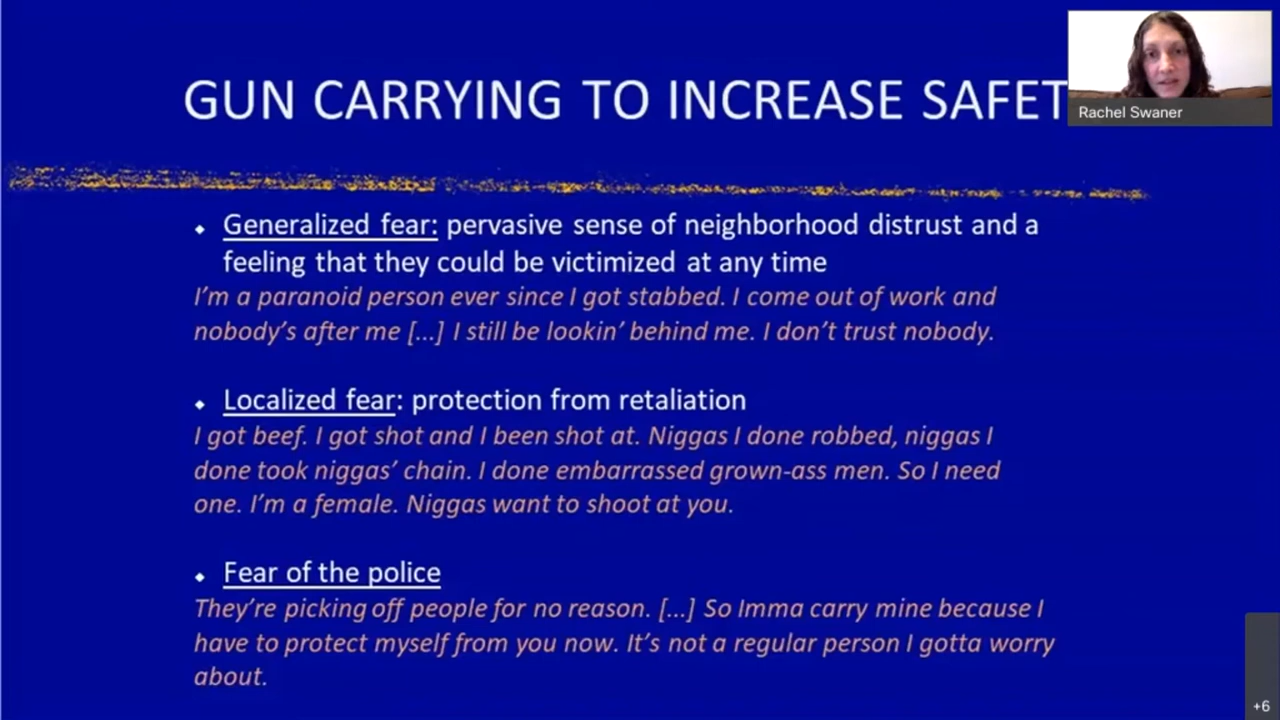 GUN CARRYING TO INCREASE SAFET
Rachel Swaner
Generalized fear: pervasive sense of neighborhood distrust and a
feeling that they could be victimized at any time
I'm a paranoid person ever since I got stabbed. I come out of work and
nobody's after me [...] I still be lookin' behind me. I don't trust nobody.
Localized fear: protection from retaliation
I got beef. I got shot and I been shot at. Niggas I done robbed, niggas I
done took niggas' chain. I done embarrassed grown-ass men. So I need
one. I'm a female. Niggas want to shoot at you.
Fear of the police
They're picking off people for no reason. [...] So Imma carry mine because I
have to protect myself from you now. It's not a regular person I gotta worry
about.
+6